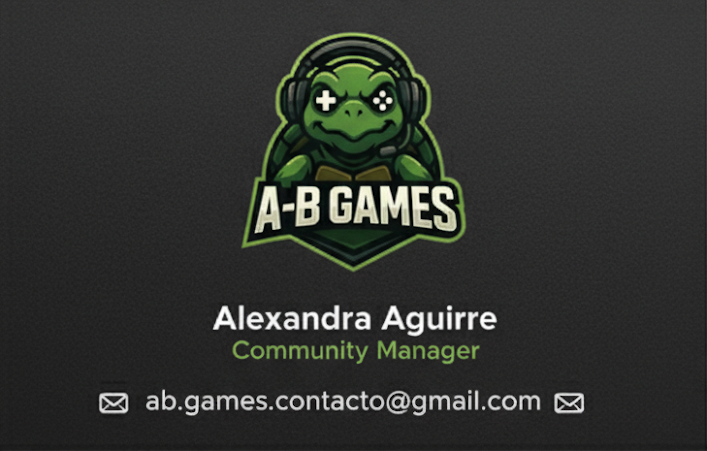 A-B GAMES
Alexandra Aguirre
Community Manager
ab.games.contacto@gmail.com